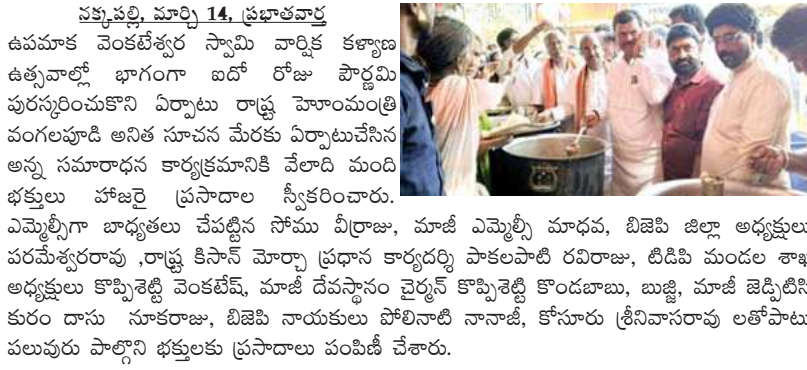 నక్కపల్లి, మార్చి 14, ప్రభాతవార్త
ఉపమాక వెంకటేశ్వర స్వామి వార్షిక కళ్యాణ
ఉత్సవాల్లో భాగంగా ఐదో రోజు పౌర్ణమి
పురస్కరించుకొని ఏర్పాటు రాష్ట్ర హెూంమంత్రి
వంగలపూడి అనిత సూచన మేరకు ఏర్పాటుచేసిన
అన్న సమారాధన కార్యక్రమానికి వేలాది మంది
భక్తులు హాజరై ప్రసాదాల స్వీకరించారు.
ఎమ్మెల్సీగా బాధ్యతలు చేపట్టిన సోము వీర్రాజు, మాజీ ఎమ్మెల్సీ మాధవ, బిజెపి జిల్లా అధ్యక్షులు
పరమేశ్వరరావు ,రాష్ట్ర కిసాన్ మోర్చా ప్రధాన కార్యదర్శి పాకలపాటి రవిరాజు, టిడిపి మండల శాఖ
అధ్యక్షులు కొప్పిశెట్టి వెంకటేష్, మాజీ దేవస్థానం చైర్మన్ కొప్పిశెట్టి కొండబాబు, బుజ్జి, మాజీ జెడ్పిటిసి
కురం దాసు నూకరాజు, బిజెపి నాయకులు పోలినాటి నానాజీ, కోసూరు శ్రీనివాసరావు లతోపాటు
పలువురు పాల్గొని భక్తులకు ప్రసాదాలు పంపిణీ చేశారు.